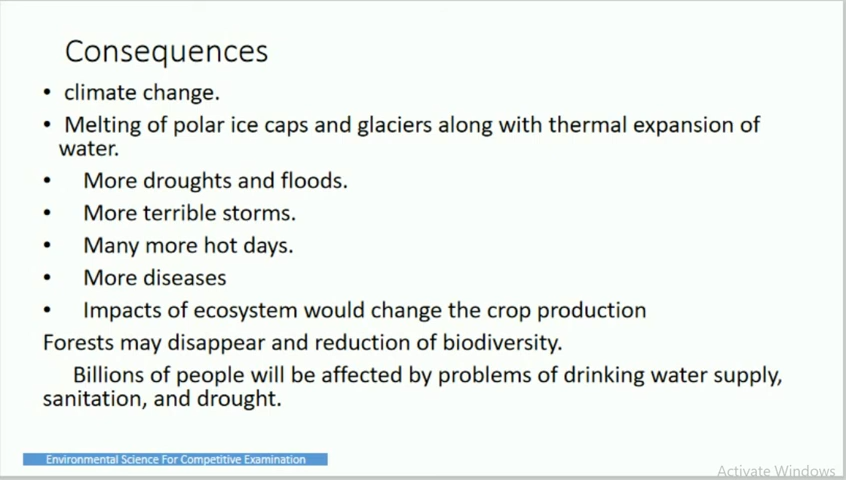 Consequences
• climate change.
• Melting of polar ice caps and glaciers along with thermal expansion of
water.
• More droughts and floods.
• More terrible storms.
• Many more hot days.
• More diseases
• Impacts of ecosystem would change the crop production
Forests may disappear and reduction of biodiversity.
Billions of people will be affected by problems of drinking water supply,
sanitation, and drought.
Environmental Science For Competitive Examination
Activate Windows